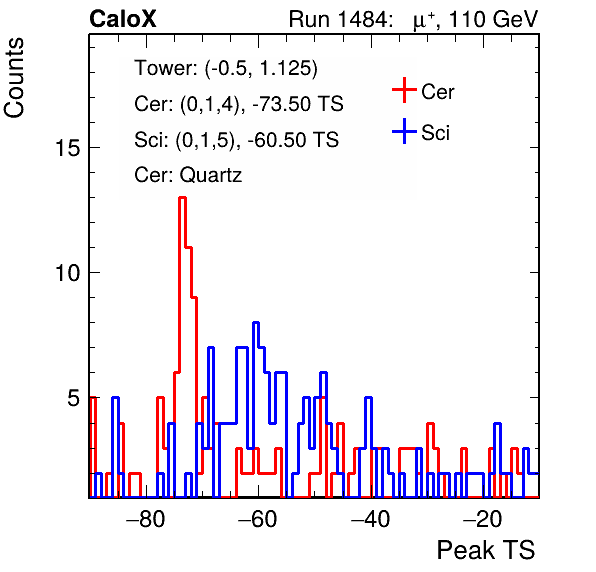 CaloX Run 1484: μ⁺, 110 GeV
Counts
Tower: (-0.5, 1.125)
Cer: (0,1,4), -73.50 TS
Sci: (0,1,5), -60.50 TS
Cer: Quartz
Cer
Sci
15
10
5
−80 −60 −40 −20
Peak TS